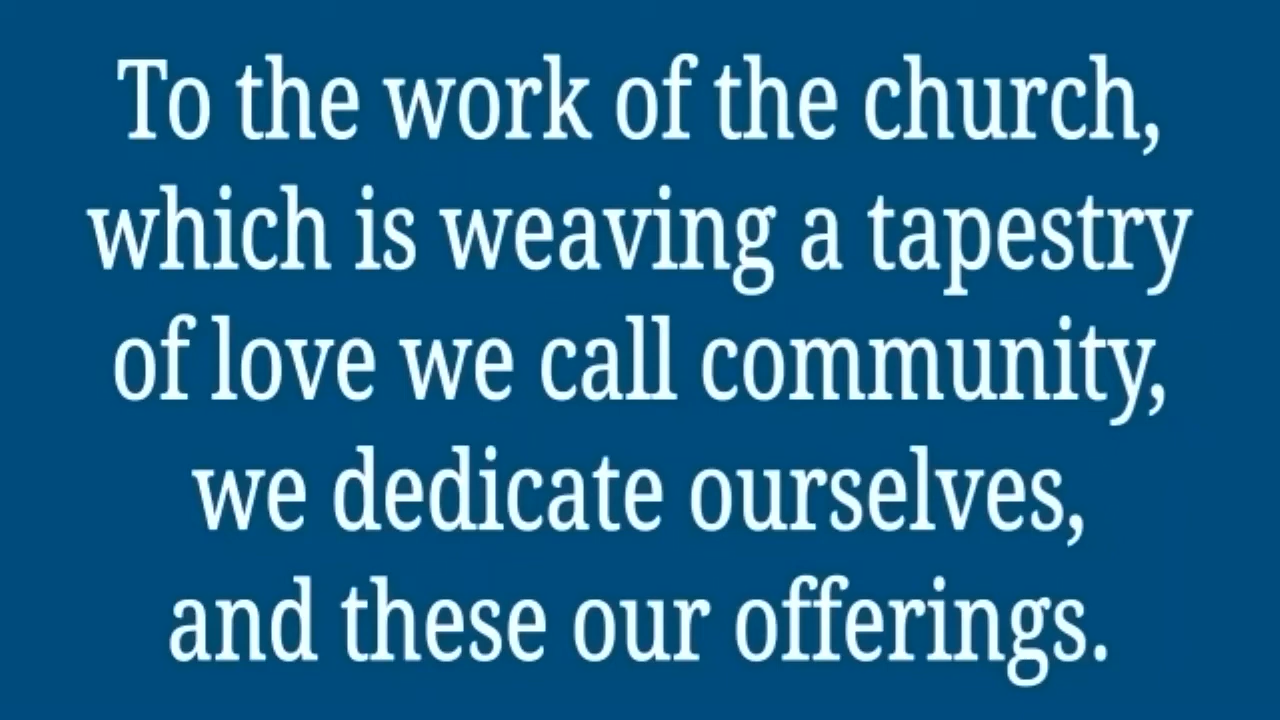 To the work of the church,
which is weaving a tapestry
of love we call community,
we dedicate ourselves,
and these our offerings.